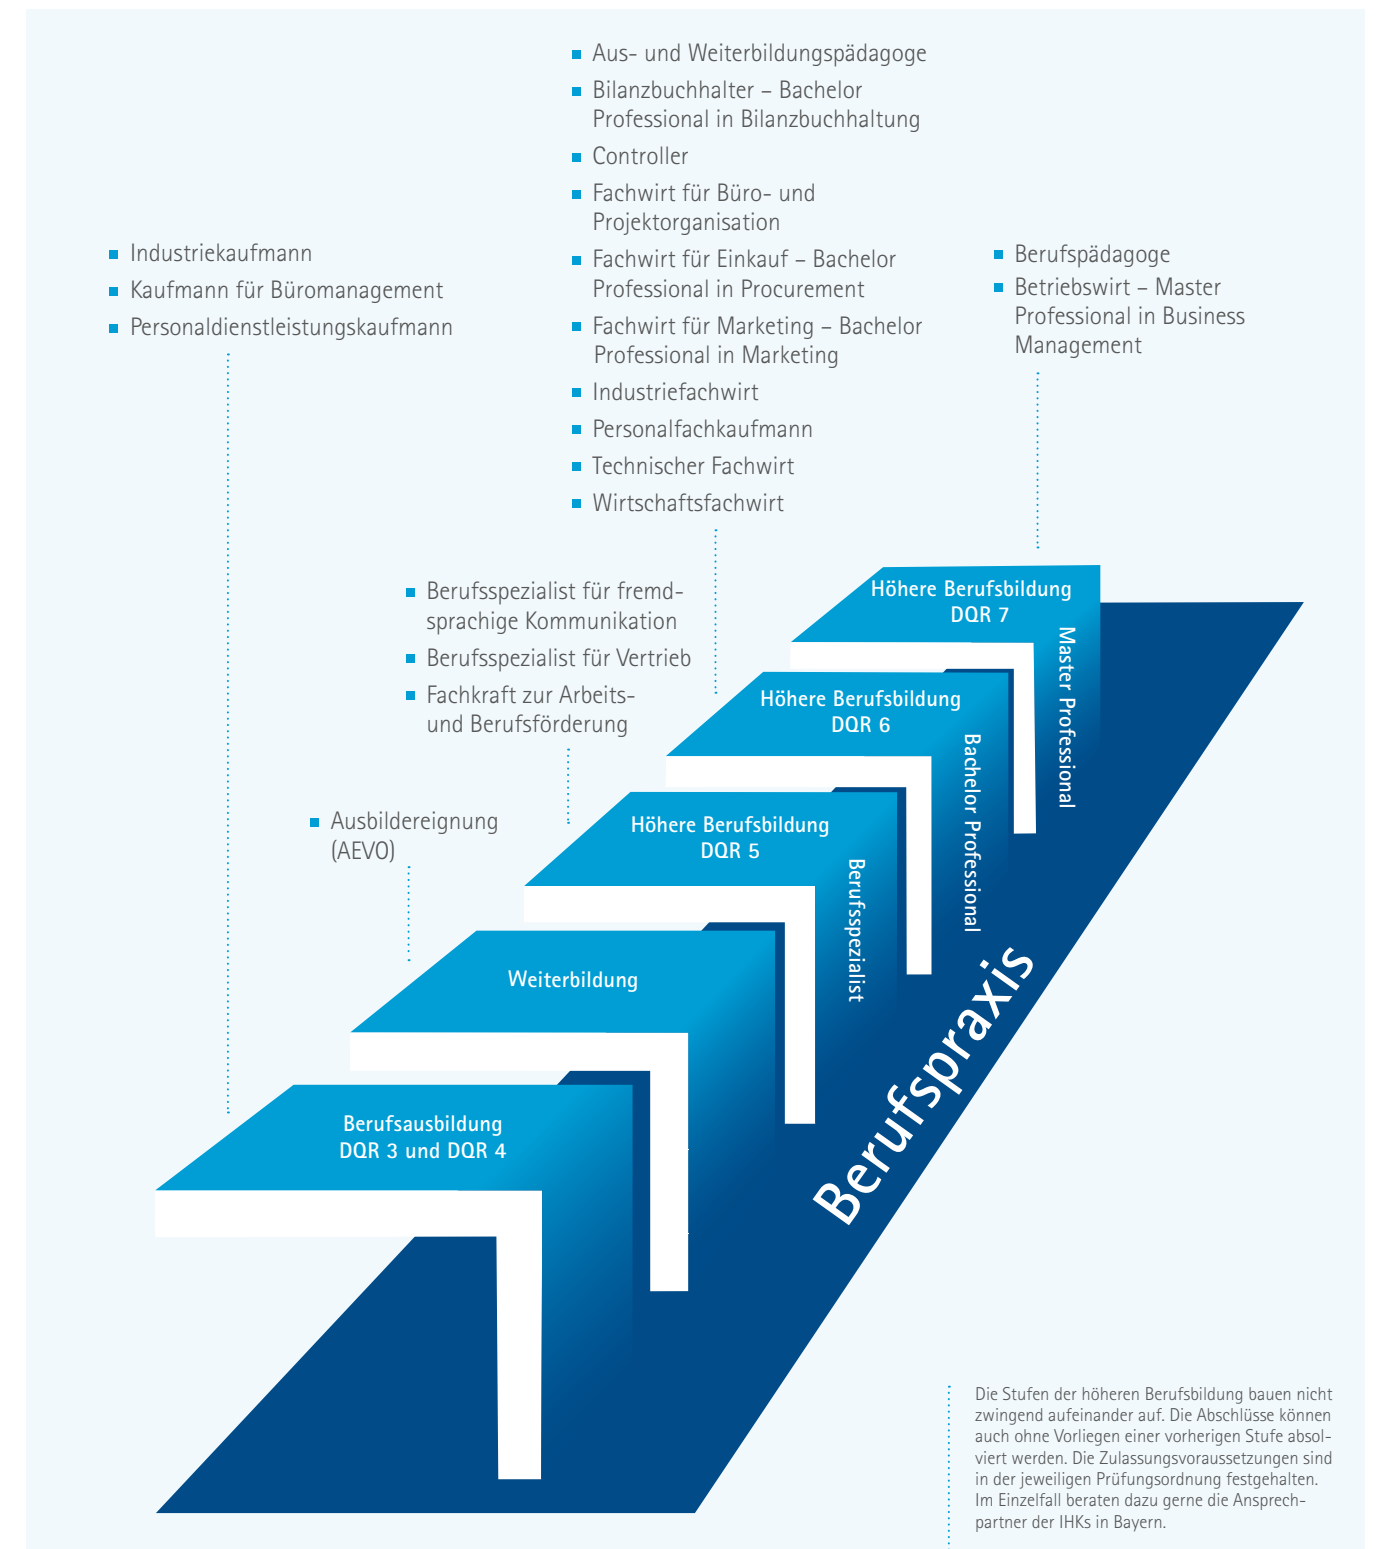 Aus- und Weiterbildungspädagoge
Bilanzbuchhalter – Bachelor
Professional in Bilanzbuchhaltung
Controller
Fachwirt für Büro- und
Projektorganisation
Fachwirt für Einkauf – Bachelor
Professional in Procurement
Fachwirt für Marketing – Bachelor
Professional in Marketing
Industriefachwirt
Personalfachkaufmann
Technischer Fachwirt
Wirtschaftsfachwirt
Industriekaufmann
Kaufmann für Büromanagement
Personaldienstleistungskaufmann
Berufspädagoge
Betriebswirt – Master
Professional in Business
Management
Berufsspezialist für fremd-
sprachige Kommunikation
Berufsspezialist für Vertrieb
Fachkraft zur Arbeits-
und Berufsförderung
Ausbildereignung
(AEVO)
Höhere Berufsbildung
DQR 7
Master Professional
Höhere Berufsbildung
DQR 6
Bachelor Professional
Höhere Berufsbildung
DQR 5
Berufsspezialist
Weiterbildung
Berufsausbildung
DQR 3 und DQR 4
Berufspraxis
Die Stufen der höheren Berufsbildung bauen nicht
zwingend aufeinander auf. Die Abschlüsse können
auch ohne Vorliegen einer vorherigen Stufe absol-
viert werden. Die Zulassungsvoraussetzungen sind
in der jeweiligen Prüfungsordnung festgehalten.
Im Einzelfall beraten dazu gerne die Ansprech-
partner der IHKs in Bayern.